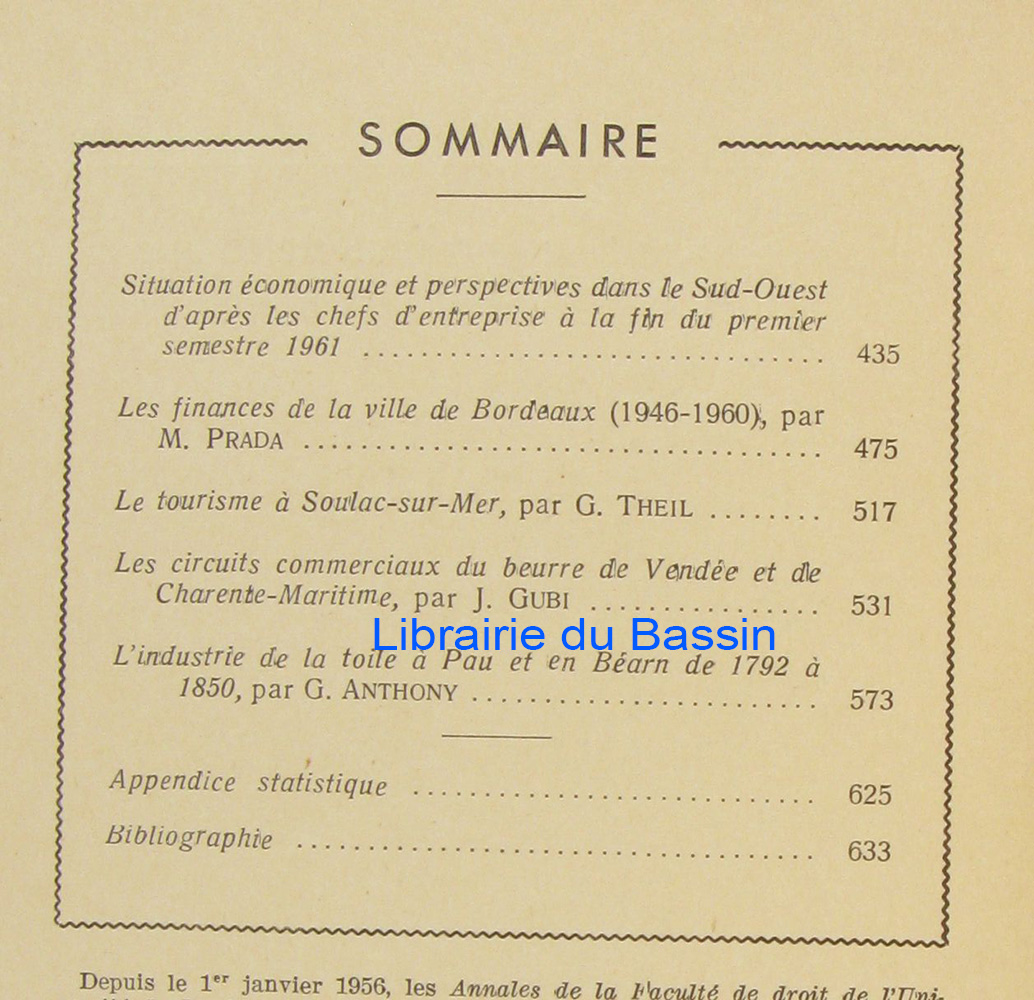 SOMMAIRE
Situation économique et perspectives dans le Sud-Ouest
d'après les chefs d'entreprise à la fin du premier
semestre 1961 ................................ 435
Les finances de la ville de Bordeaux (1946-1960), par
M. PRADA .................................... 475
Le tourisme à Soulac-sur-Mer, par G. THEIL ........ 517
Les circuits commerciaux du beurre de Vendée et de
Charente-Maritime, par J. GUBI ................ 531
Librairie du Bassin
L'industrie de la toile à Pau et en Béarn de 1792 à
1850, par G. ANTHONY ........................ 573
Appendice statistique ............................ 625
Bibliographie .................................... 633
Depuis le 1er janvier 1956, les Annales de la Faculté de droit de l'Uni-